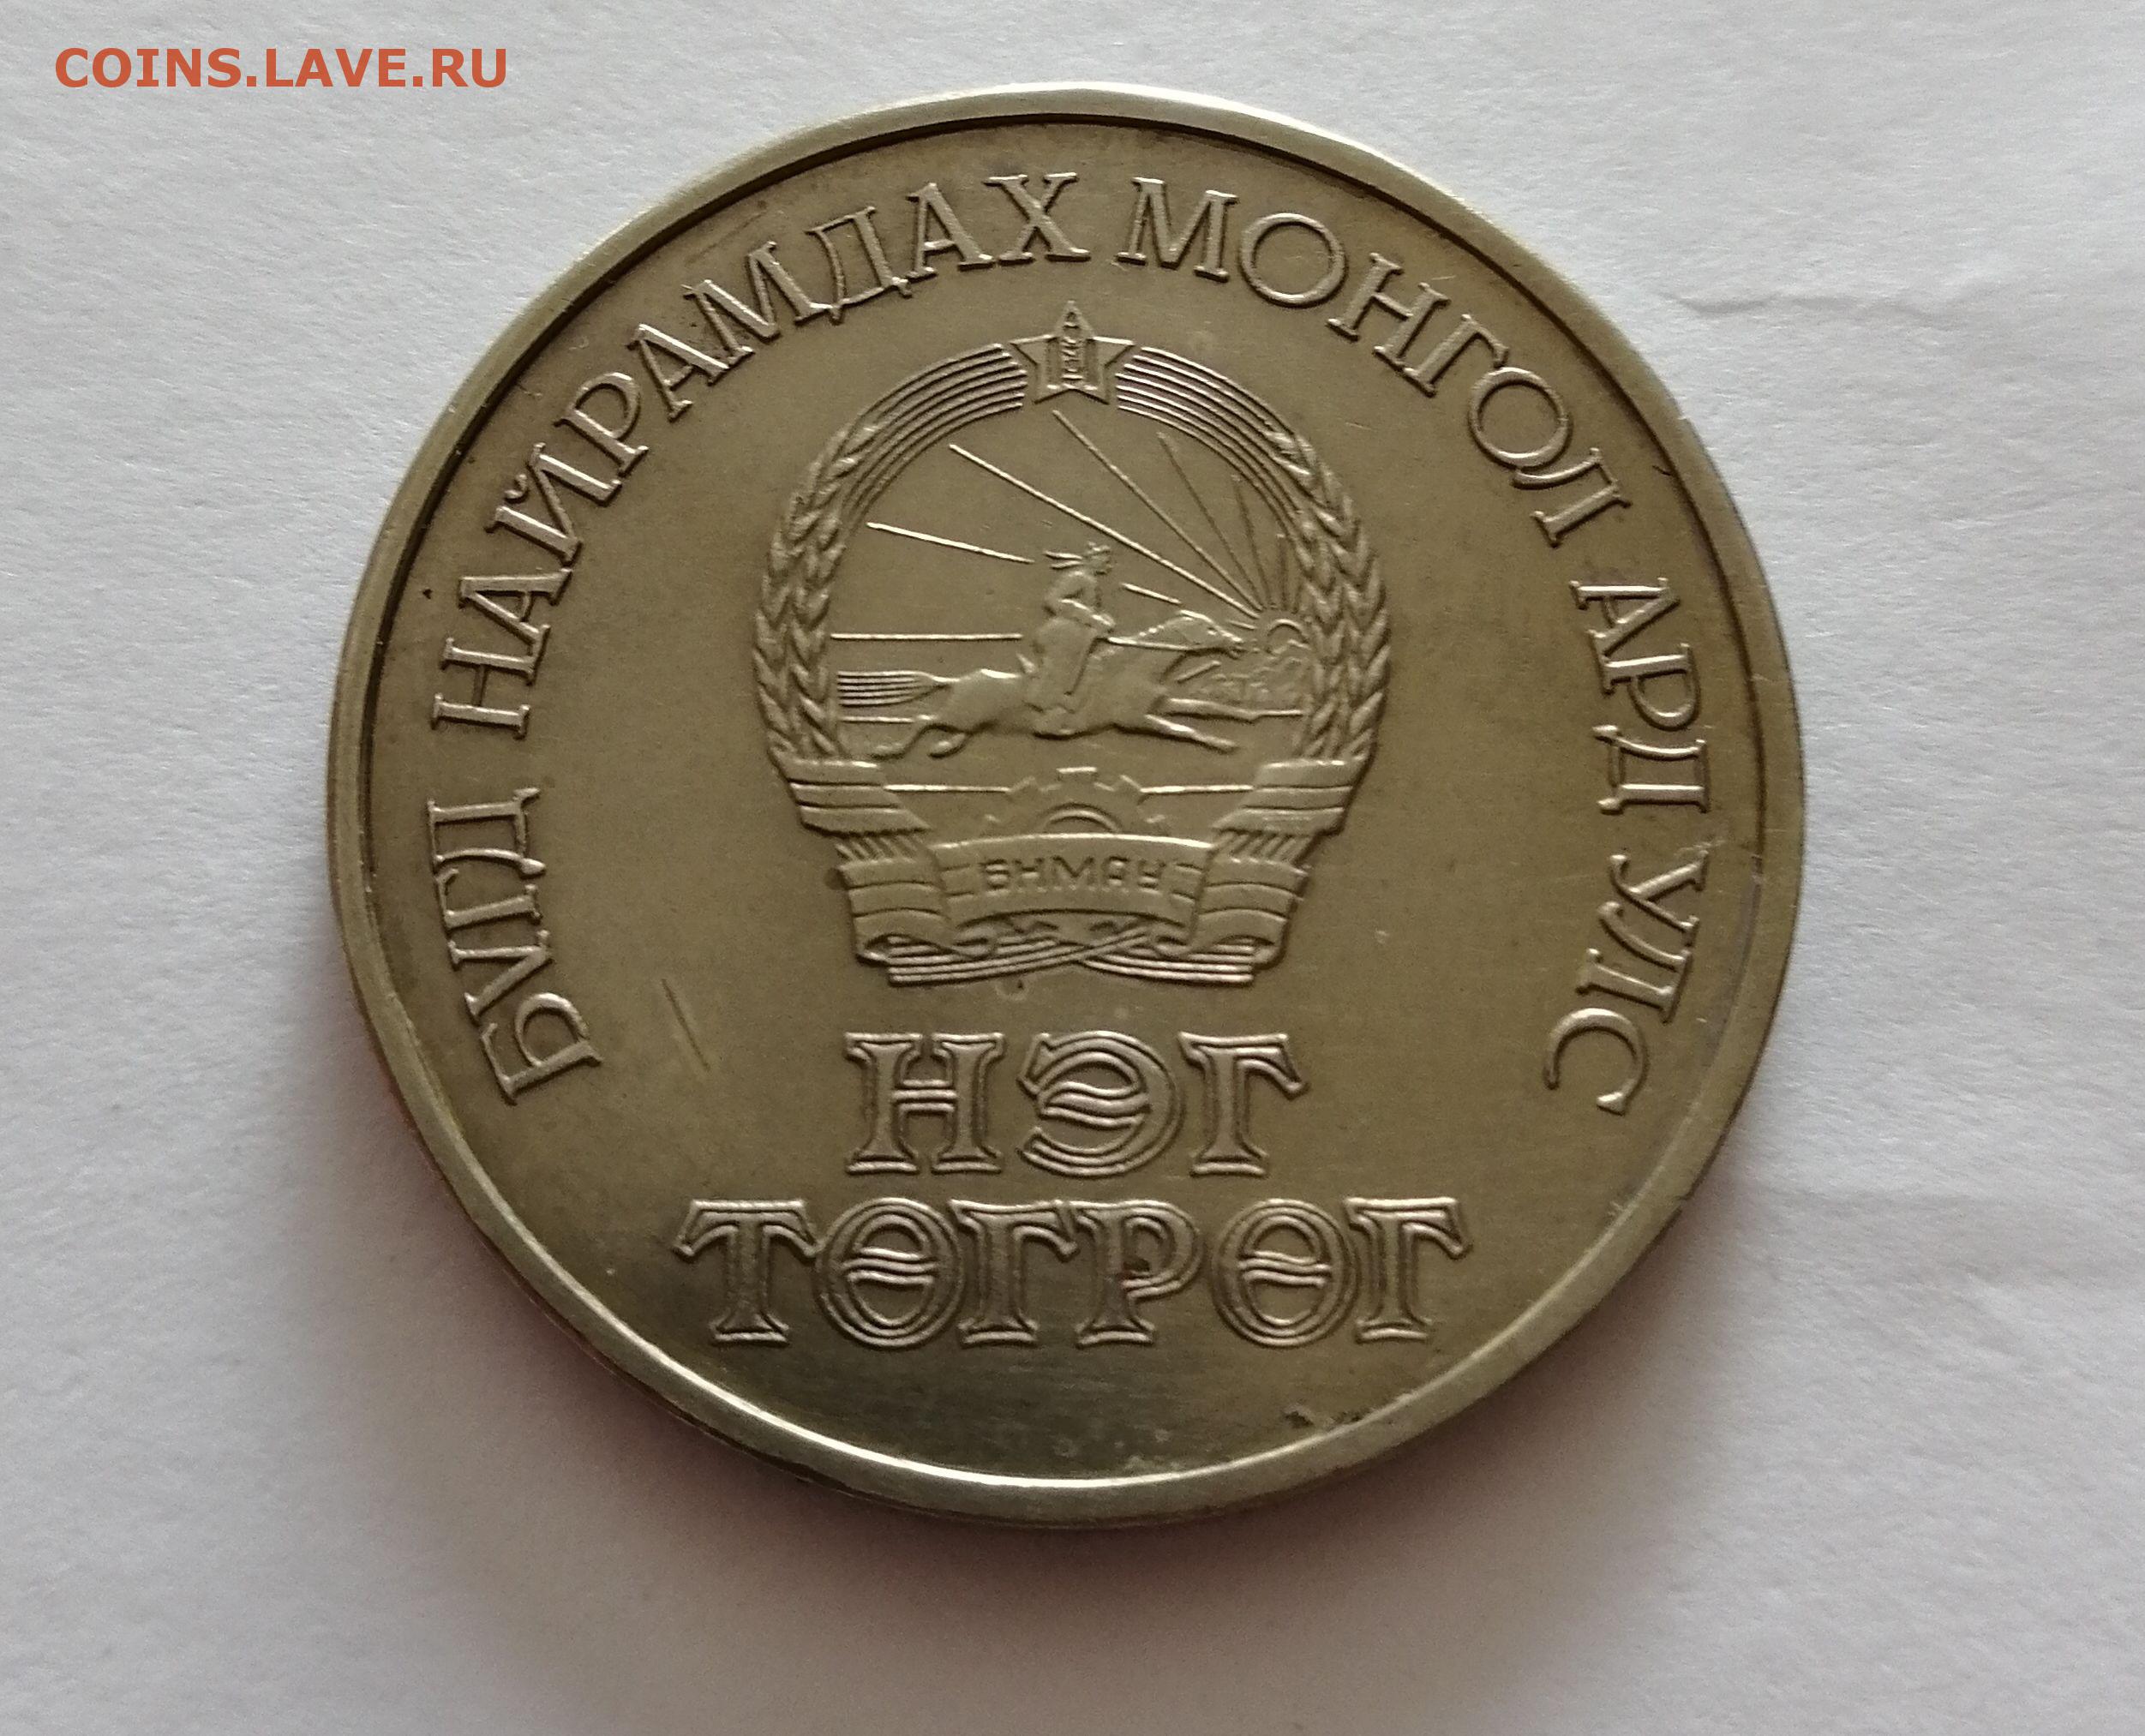 COINS.LAVE.RU
БҮГД НАЙРАМДАХ МОНГОЛ АРД УЛС
БНМАУ
НЭГ
ТӨГРӨГ